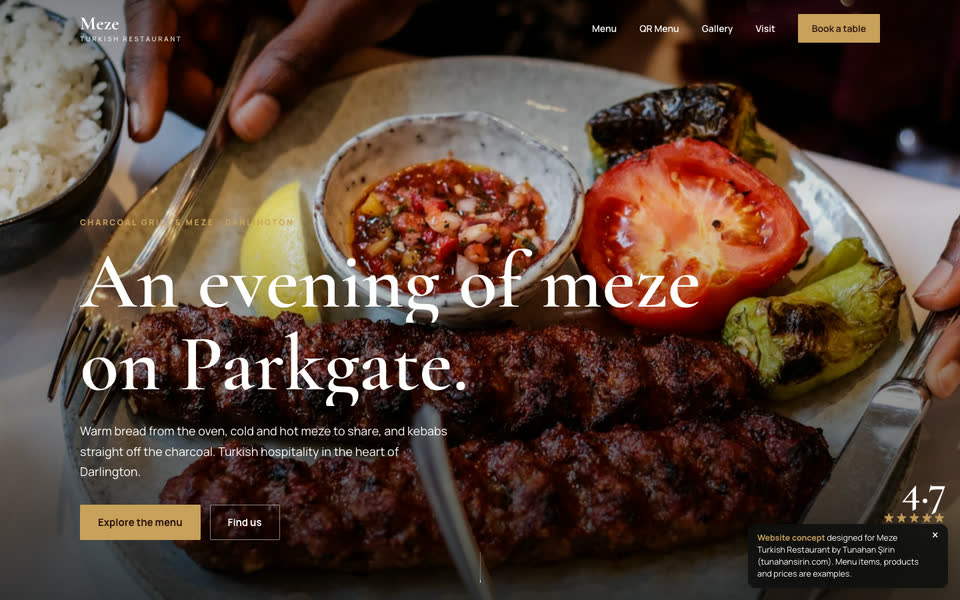 Meze
TURKISH RESTAURANT
Menu
QR Menu
Gallery
Visit
Book a table
CHARCOAL GRILL & MEZE · DARLINGTON
An evening of meze
on Parkgate.
Warm bread from the oven, cold and hot meze to share, and kebabs
straight off the charcoal. Turkish hospitality in the heart of
Darlington.
Explore the menu
Find us
4.7
★★★★★
Website concept designed for Meze
Turkish Restaurant by Tunahan Şirin
(tunahansirin.com). Menu items, products
and prices are examples.
✕